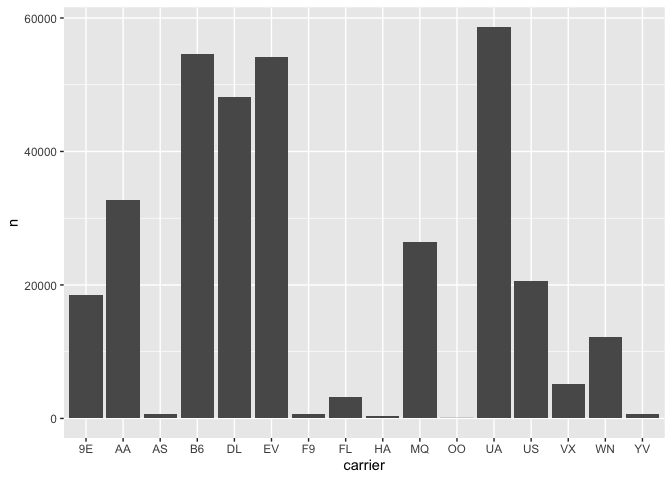 60000
40000
20000
0
n
9E AA AS B6 DL EV F9 FL HA MQ OO UA US VX WN YV
carrier